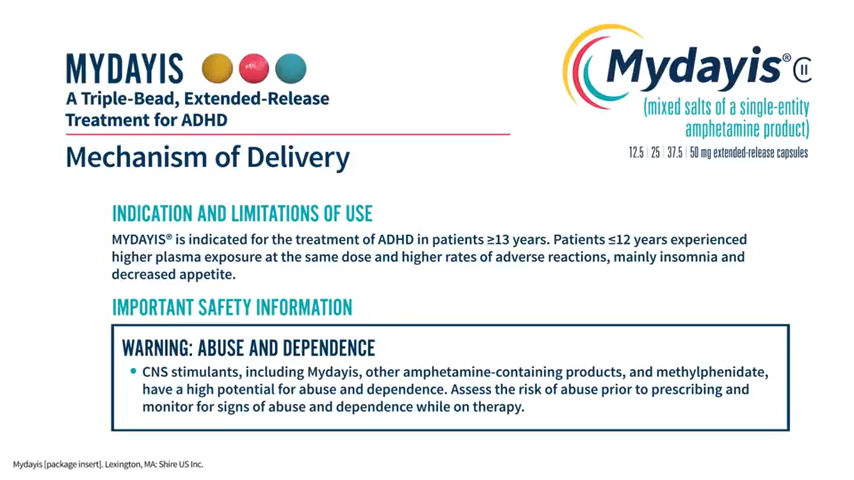 MYDAYIS
A Triple-Bead, Extended-Release
Treatment for ADHD
Mechanism of Delivery
Mydayis® CII
(mixed salts of a single-entity
amphetamine product)
12.5 | 25 | 37.5 | 50 mg extended-release capsules
INDICATION AND LIMITATIONS OF USE
MYDAYIS® is indicated for the treatment of ADHD in patients ≥13 years. Patients ≤12 years experienced
higher plasma exposure at the same dose and higher rates of adverse reactions, mainly insomnia and
decreased appetite.
IMPORTANT SAFETY INFORMATION
WARNING: ABUSE AND DEPENDENCE
• CNS stimulants, including Mydayis, other amphetamine-containing products, and methylphenidate,
have a high potential for abuse and dependence. Assess the risk of abuse prior to prescribing and
monitor for signs of abuse and dependence while on therapy.
Mydayis [package insert]. Lexington, MA: Shire US Inc.